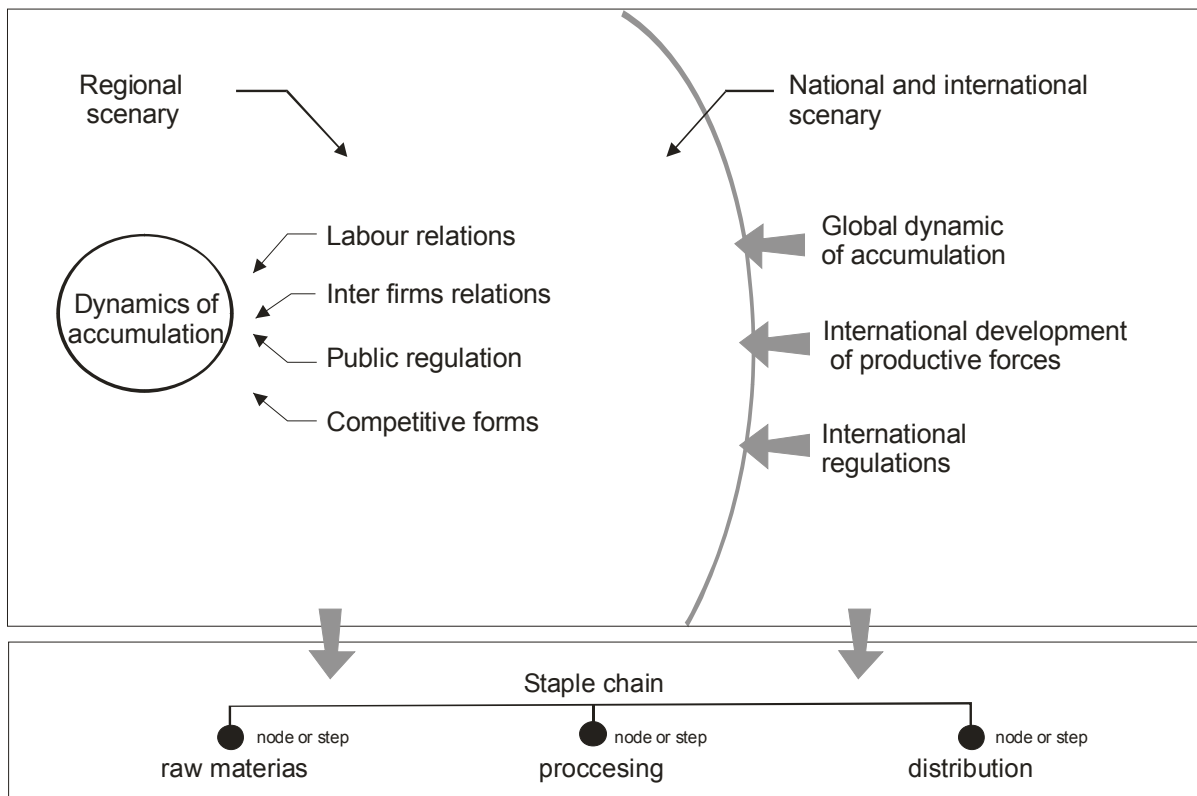 Regional
scenary
National and international
scenary
Dynamics of
accumulation
Labour relations
Inter firms relations
Public regulation
Competitive forms
Global dynamic
of accumulation
International development
of productive forces
International
regulations
Staple chain
node or step
node or step
node or step
raw materias
proccesing
distribution